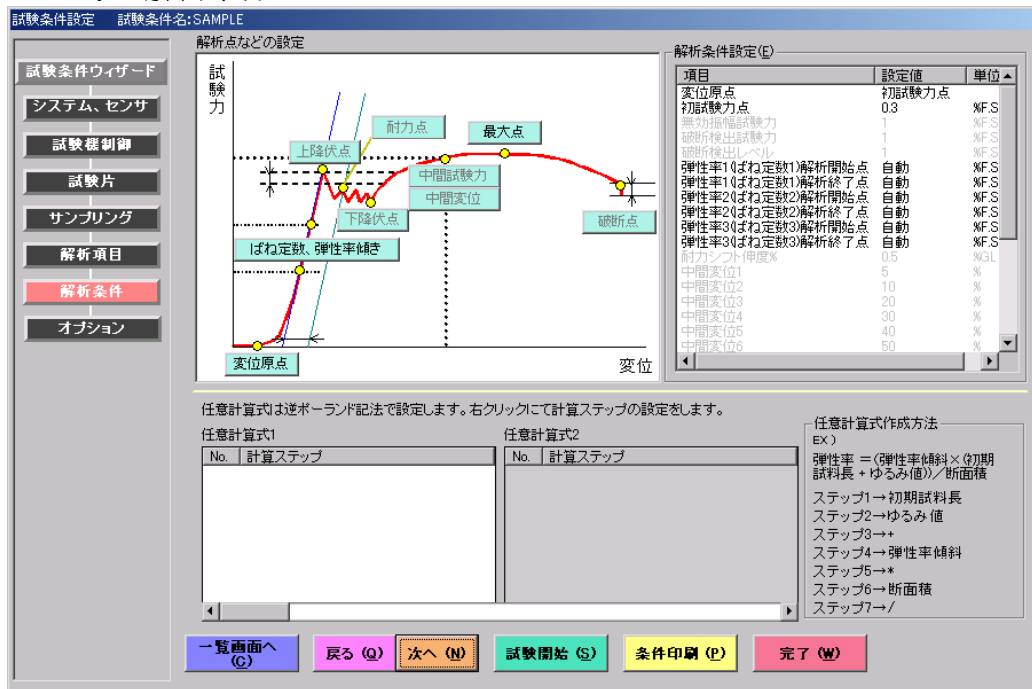 試験条件設定 試験条件名:SAMPLE
試験条件ウィザード
システム、センサ
試験機制御
試験片
サンプリング
解析項目
解析条件
オプション
解析点などの設定
試験力
耐力点
最大点
上降伏点
中間試験力
中間変位
下降伏点
破断点
ばね定数、弾性率傾き
変位原点
変位
解析条件設定(E)
項目 設定値 単位
変位原点 初試験力点
初試験力点 0.3 %F.S
無効振幅試験力 1 %F.S
破断検出試験力 1 %F.S
破断検出レベル 1 %F.S
弾性率1(ばね定数1)解析開始点 自動 %F.S
弾性率1(ばね定数1)解析終了点 自動 %F.S
弾性率2(ばね定数2)解析開始点 自動 %F.S
弾性率2(ばね定数2)解析終了点 自動 %F.S
弾性率3(ばね定数3)解析開始点 自動 %F.S
弾性率3(ばね定数3)解析終了点 自動 %F.S
耐力シフト伸度% 0.5 %GL
中間変位1 5 %
中間変位2 10 %
中間変位3 20 %
中間変位4 30 %
中間変位5 40 %
中間変位6 50 %
任意計算式は逆ポーランド記法で設定します。右クリックにて計算ステップの設定をします。
任意計算式1
No. 計算ステップ
任意計算式2
No. 計算ステップ
任意計算式作成方法
EX)
弾性率 =(弾性率傾斜×(初期
試料長+ゆるみ値))/断面積
ステップ1→初期試料長
ステップ2→ゆるみ値
ステップ3→+
ステップ4→弾性率傾斜
ステップ5→*
ステップ6→断面積
ステップ7→/
一覧画面へ
(C)
戻る (Q)
次へ (N)
試験開始 (S)
条件印刷 (P)
完了 (W)